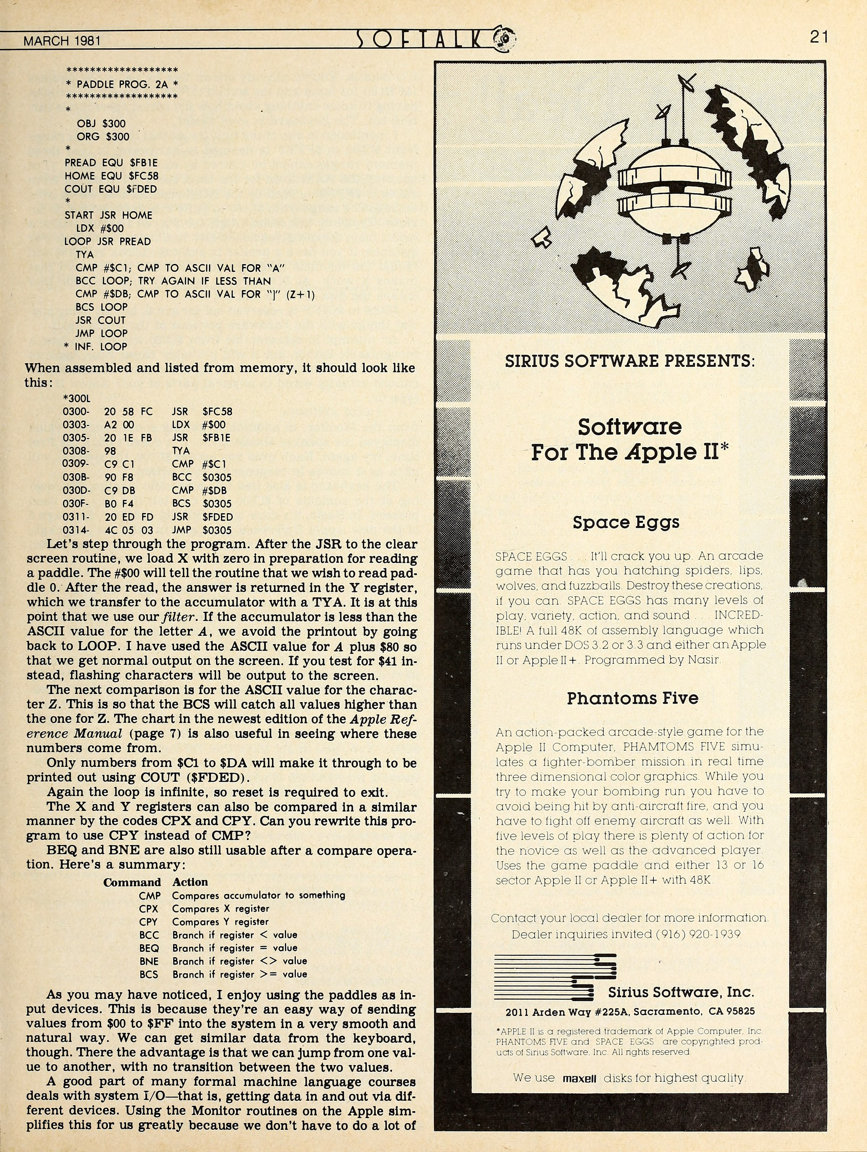 MARCH 1981
SOFTALK
21
*******************
* PADDLE PROG. 2A *
*******************
*
OBJ $300
ORG $300
*
PREAD EQU $FB1E
HOME EQU $FC58
COUT EQU $FDED
*
START JSR HOME
LDX #$00
LOOP JSR PREAD
TYA
CMP #$C1; CMP TO ASCII VAL FOR "A"
BCC LOOP; TRY AGAIN IF LESS THAN
CMP #$DB; CMP TO ASCII VAL FOR "]" (Z+1)
BCS LOOP
JSR COUT
JMP LOOP
* INF. LOOP
When assembled and listed from memory, it should look like
this:
*300L
0300- 20 58 FC JSR $FC58
0303- A2 00 LDX #$00
0305- 20 1E FB JSR $FB1E
0308- 98 TYA
0309- C9 C1 CMP #$C1
030B- 90 F8 BCC $0305
030D- C9 DB CMP #$DB
030F- B0 F4 BCS $0305
0311- 20 ED FD JSR $FDED
0314- 4C 05 03 JMP $0305
Let's step through the program. After the JSR to the clear
screen routine, we load X with zero in preparation for reading
a paddle. The #$00 will tell the routine that we wish to read pad-
dle 0. After the read, the answer is returned in the Y register,
which we transfer to the accumulator with a TYA. It is at this
point that we use our filter. If the accumulator is less than the
ASCII value for the letter A, we avoid the printout by going
back to LOOP. I have used the ASCII value for A plus $80 so
that we get normal output on the screen. If you test for $41 in-
stead, flashing characters will be output to the screen.
The next comparison is for the ASCII value for the charac-
ter Z. This is so that the BCS will catch all values higher than
the one for Z. The chart in the newest edition of the Apple Ref-
erence Manual (page 7) is also useful in seeing where these
numbers come from.
Only numbers from $C1 to $DA will make it through to be
printed out using COUT ($FDED).
Again the loop is infinite, so reset is required to exit.
The X and Y registers can also be compared in a similar
manner by the codes CPX and CPY. Can you rewrite this pro-
gram to use CPY instead of CMP?
BEQ and BNE are also still usable after a compare opera-
tion. Here's a summary:
Command Action
CMP Compares accumulator to something
CPX Compares X register
CPY Compares Y register
BCC Branch if register < value
BEQ Branch if register = value
BNE Branch if register <> value
BCS Branch if register >= value
As you may have noticed, I enjoy using the paddles as in-
put devices. This is because they're an easy way of sending
values from $00 to $FF into the system in a very smooth and
natural way. We can get similar data from the keyboard,
though. There the advantage is that we can jump from one val-
ue to another, with no transition between the two values.
A good part of many formal machine language courses
deals with system I/O—that is, getting data in and out via dif-
ferent devices. Using the Monitor routines on the Apple sim-
plifies this for us greatly because we don't have to do a lot of
SIRIUS SOFTWARE PRESENTS:
Software
For The Apple II*
Space Eggs
SPACE EGGS . . . It'll crack you up. An arcade
game that has you hatching spiders, lips,
wolves, and fuzzballs. Destroy these creations,
if you can. SPACE EGGS has many levels of
play, variety, action, and sound . . . INCRED-
IBLE! A full 48K of assembly language which
runs under DOS 3.2 or 3.3 and either an Apple
II or Apple II+. Programmed by Nasir.
Phantoms Five
An action-packed arcade-style game for the
Apple II Computer, PHAMTOMS FIVE simu-
lates a fighter-bomber mission in real time
three dimensional color graphics. While you
try to make your bombing run you have to
avoid being hit by anti-aircraft fire, and you
have to fight off enemy aircraft as well. With
five levels of play there is plenty of action for
the novice as well as the advanced player.
Uses the game paddle and either 13 or 16
sector Apple II or Apple II+ with 48K.
Contact your local dealer for more information.
Dealer inquiries invited (916) 920-1939
Sirius Software, Inc.
2011 Arden Way #225A, Sacramento, CA 95825
*APPLE II is a registered trademark of Apple Computer, Inc.
PHANTOMS FIVE and SPACE EGGS are copyrighted prod-
ucts of Sirius Software, Inc. All rights reserved.
We use maxell disks for highest quality